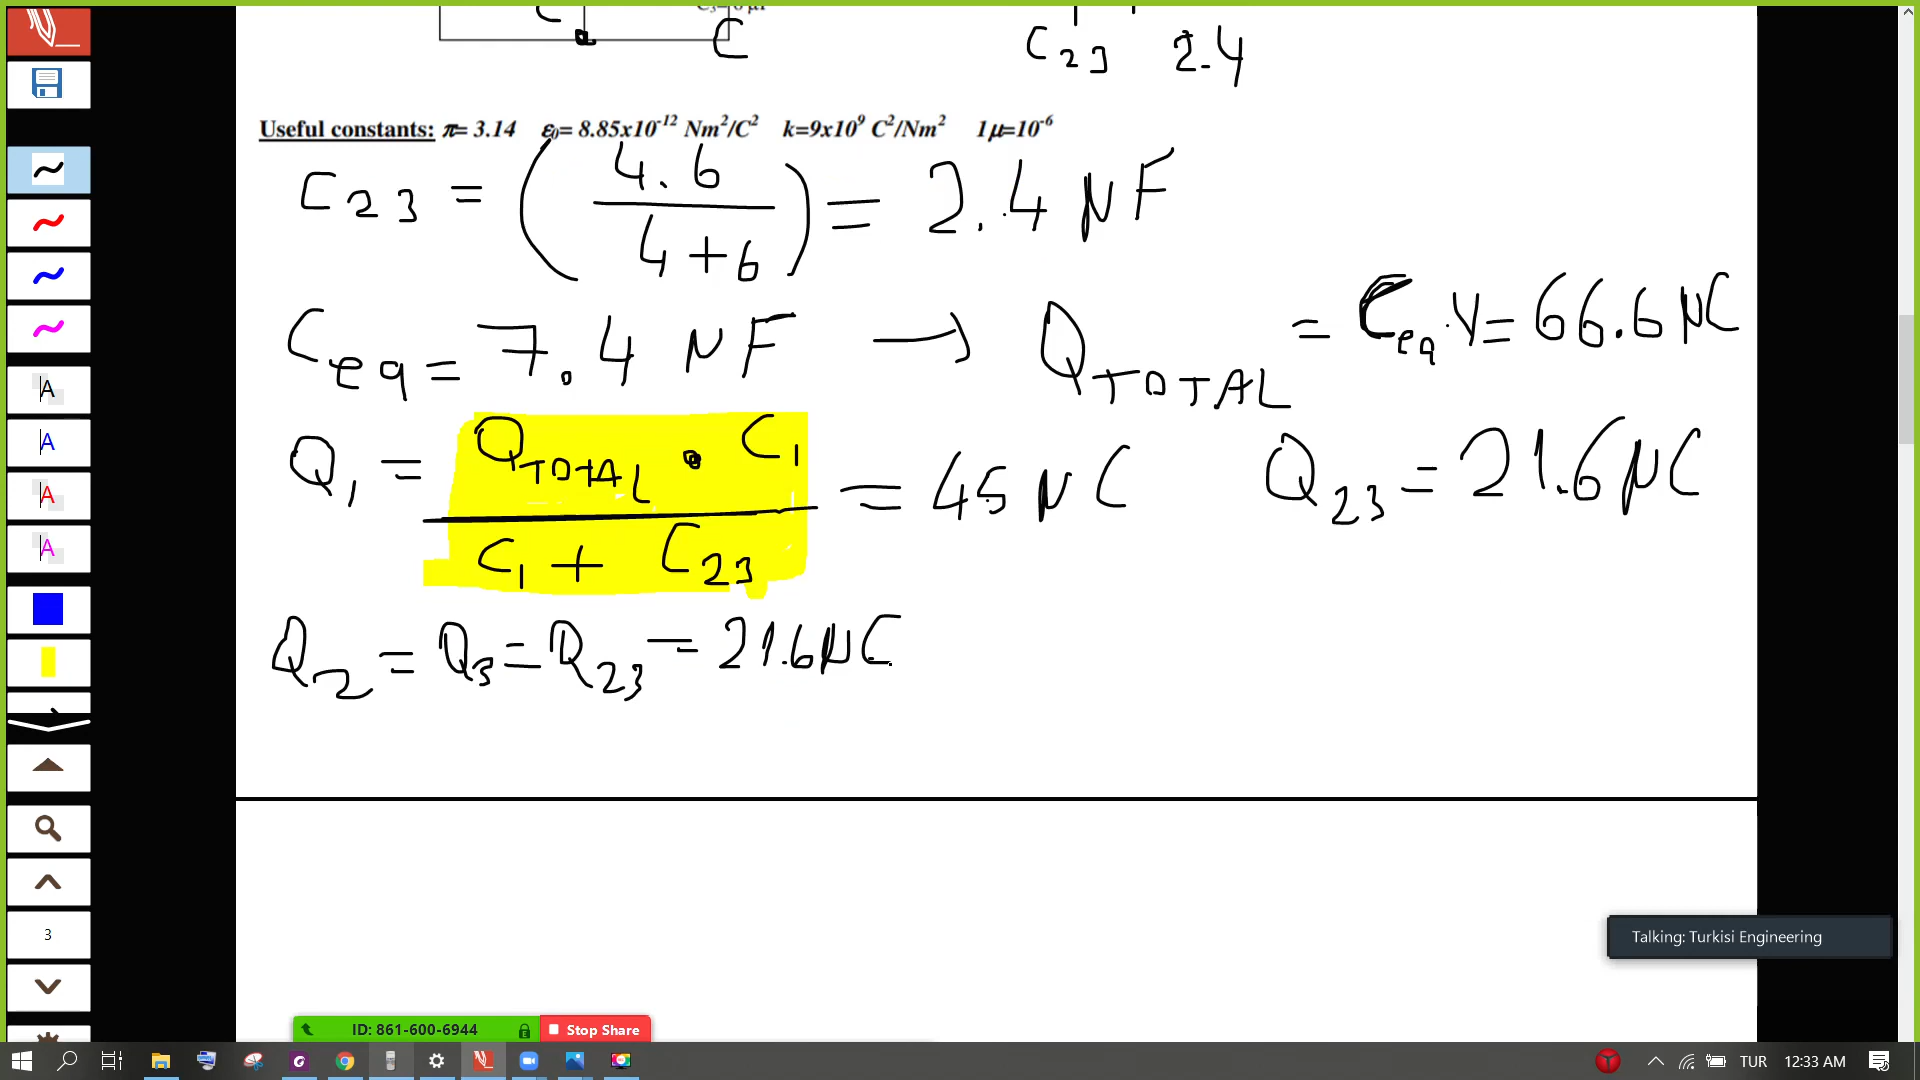 C
C
C₂₃ 2.4
Useful constants: π= 3.14 ε₀= 8.85x10⁻¹² Nm²/C² k=9x10⁹ C²/Nm² 1μ=10⁻⁶
C₂₃ = (4.6 / 4+6) = 2.4 μF
Ceq = 7.4 μF → QTOTAL = Ceq.V = 66.6 μC
Q₁ = QTOTAL • C₁ / C₁ + C₂₃ = 45 μC Q₂₃ = 21.6 μC
Q₂ = Q₃ = Q₂₃ = 21.6 μC
A
A
A
A
3
Talking: Turkisi Engineering
ID: 861-600-6944
Stop Share
TUR
12:33 AM